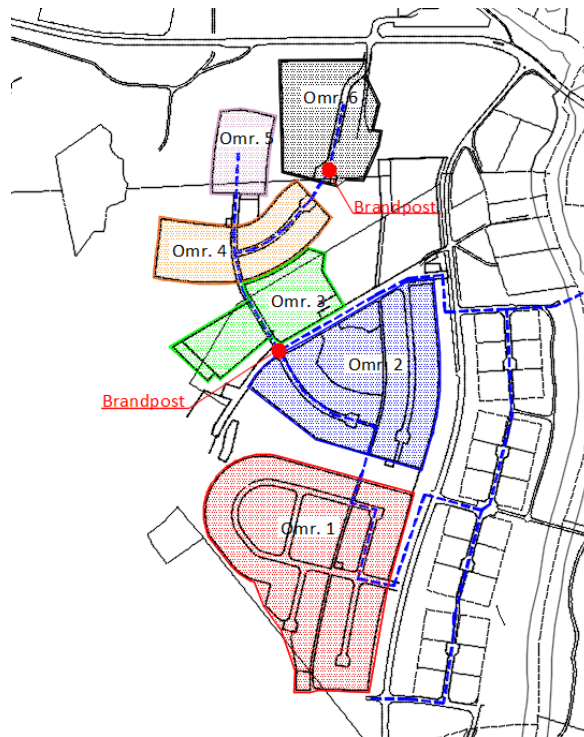 Omr. 6
Omr. 5
Brandpost
Omr. 4
Omr. 3
Omr. 2
Brandpost
Omr. 1